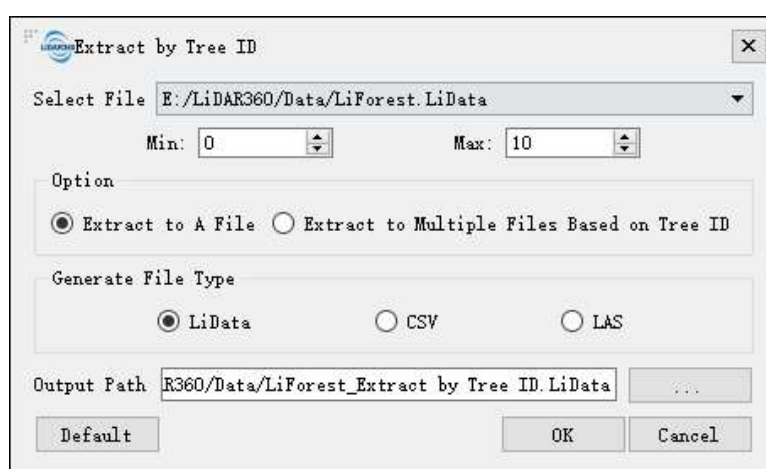 Extract by Tree ID
Select File E:/LiDAR360/Data/LiForest.LiData
Min: 0 Max: 10
Option
Extract to A File Extract to Multiple Files Based on Tree ID
Generate File Type
LiData CSV LAS
Output Path R360/Data/LiForest_Extract by Tree ID.LiData ...
Default OK Cancel